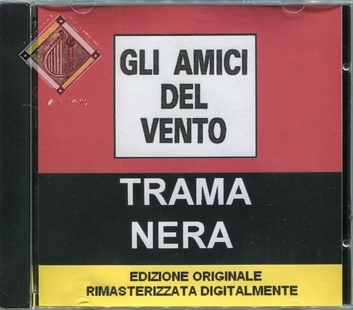 GLI AMICI
DEL
VENTO
TRAMA
NERA
EDIZIONE ORIGINALE
RIMASTERIZZATA DIGITALMENTE